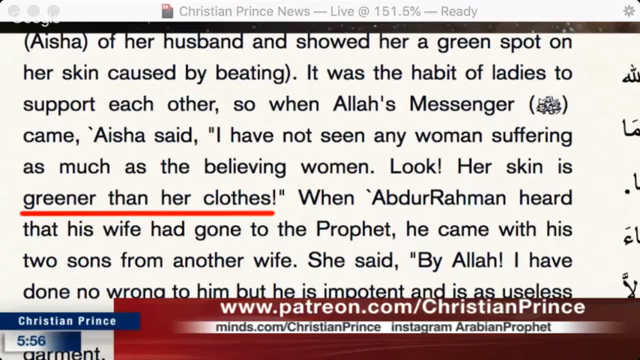 Christian Prince News — Live @ 151.5% — Ready
(Aisha) of her husband and showed her a green spot on
her skin caused by beating). It was the habit of ladies to
support each other, so when Allah's Messenger (ﷺ)
came, `Aisha said, "I have not seen any woman suffering
as much as the believing women. Look! Her skin is
greener than her clothes!" When `AbdurRahman heard
that his wife had gone to the Prophet, he came with his
two sons from another wife. She said, "By Allah! I have
done no wrong to him but he is impotent and is as useless
www.patreon.com/ChristianPrince
Christian Prince
minds.com/ChristianPrince instagram ArabianProphet
5:56
garment.